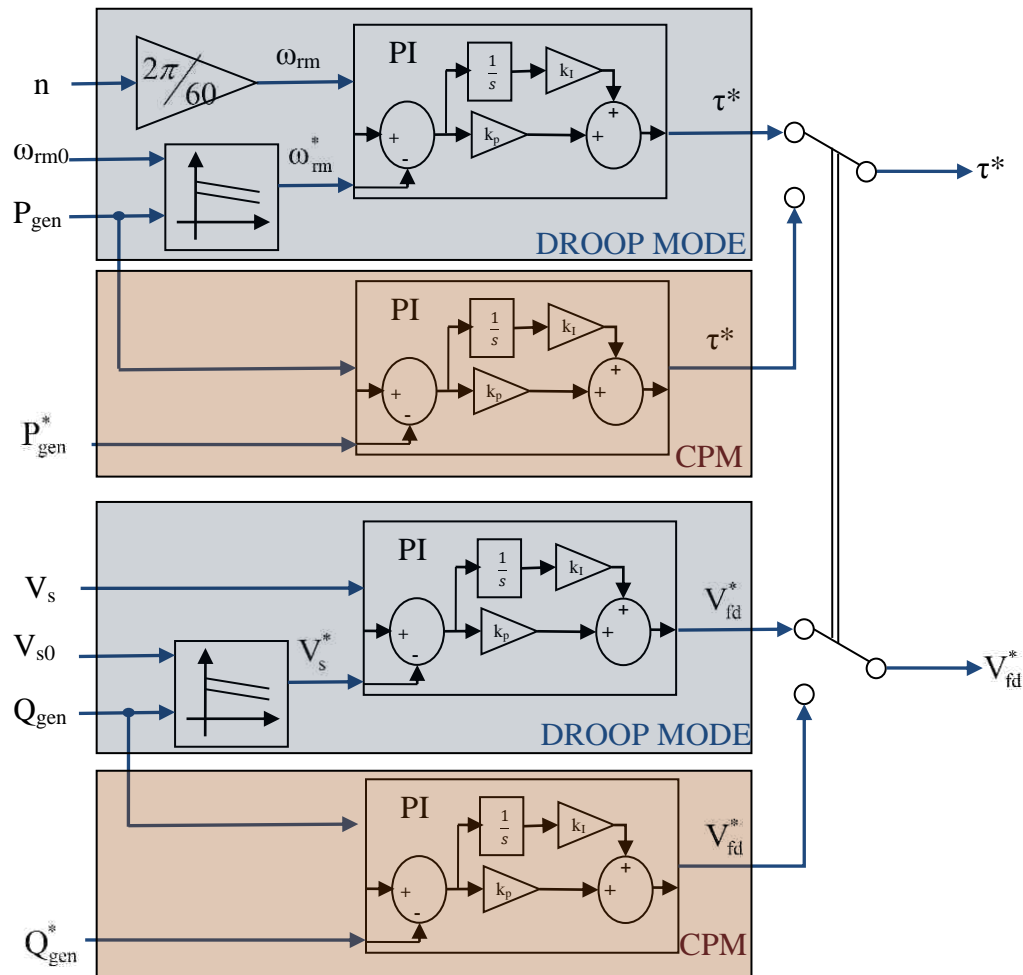 n
2π/60
ω_rm
PI
1/s
k_I
+
-
k_p
+
+
τ*
ω_rm0
ω*_rm
P_gen
DROOP MODE
τ*
PI
1/s
k_I
+
-
k_p
+
+
τ*
P*_gen
CPM
V_s
PI
1/s
k_I
+
-
k_p
+
+
V*_fd
V_s0
V*_s
Q_gen
DROOP MODE
V*_fd
PI
1/s
k_I
+
-
k_p
+
+
V*_fd
Q*_gen
CPM